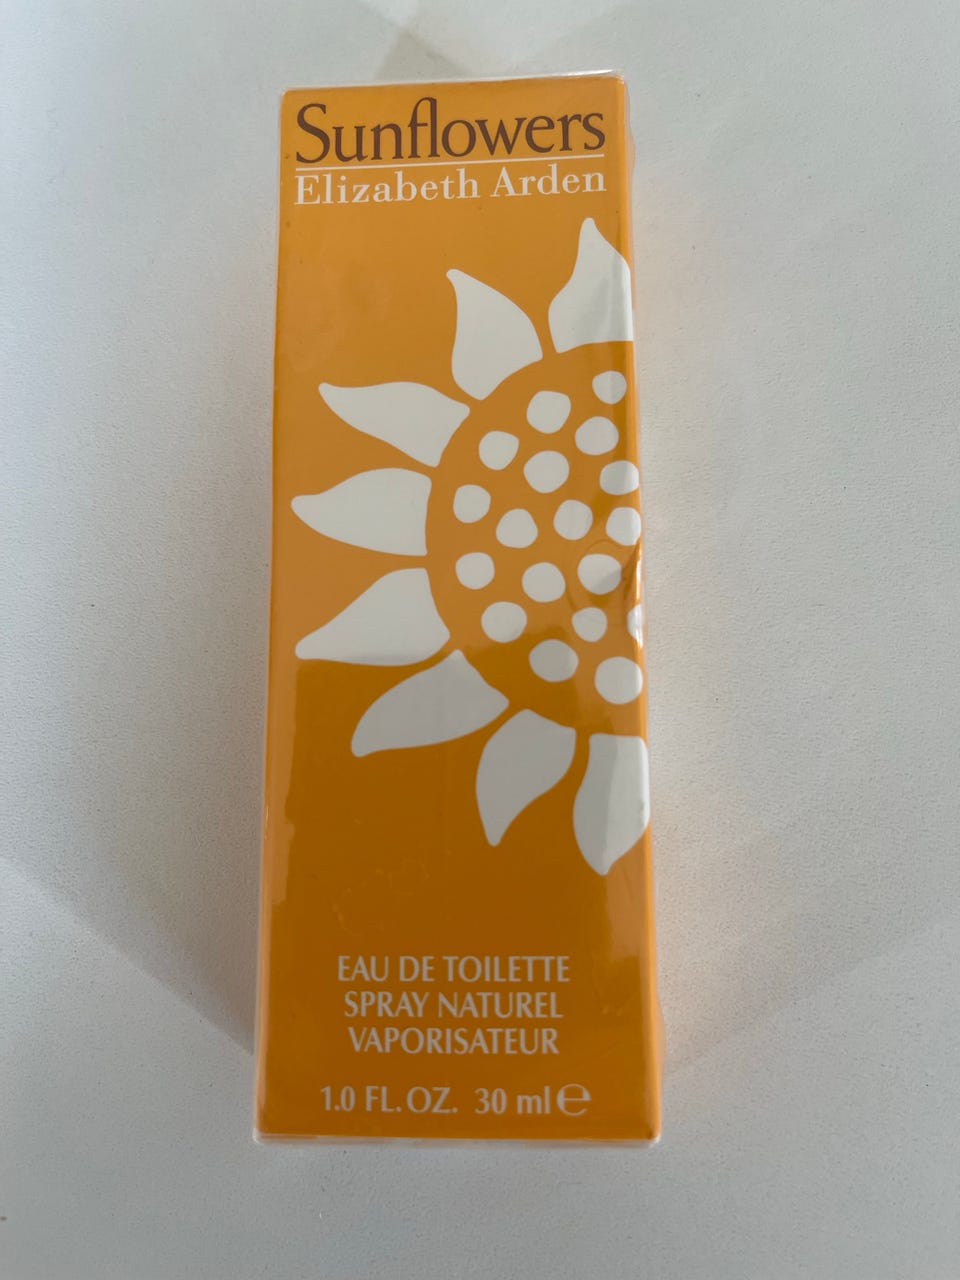 Sunflowers
Elizabeth Arden
EAU DE TOILETTE
SPRAY NATUREL
VAPORISATEUR
1.0 FL. OZ. 30 ml ℮